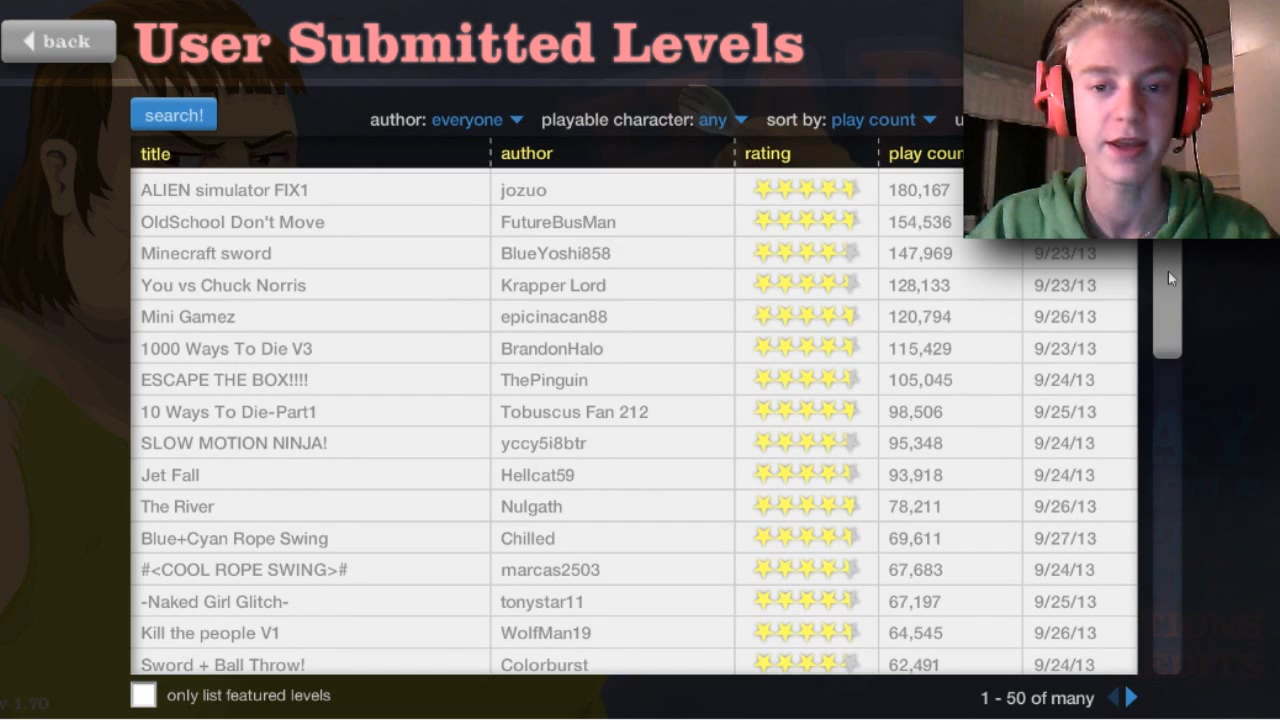 back
User Submitted Levels
search!
author: everyone playable character: any sort by: play count u
title author rating play coun
ALIEN simulator FIX1 jozuo 180,167
OldSchool Don't Move FutureBusMan 154,536
Minecraft sword BlueYoshi858 147,969 9/23/13
You vs Chuck Norris Krapper Lord 128,133 9/23/13
Mini Gamez epicinacan88 120,794 9/26/13
1000 Ways To Die V3 BrandonHalo 115,429 9/23/13
ESCAPE THE BOX!!!! ThePinguin 105,045 9/24/13
10 Ways To Die-Part1 Tobuscus Fan 212 98,506 9/25/13
SLOW MOTION NINJA! yccy5i8btr 95,348 9/24/13
Jet Fall Hellcat59 93,918 9/24/13
The River Nulgath 78,211 9/26/13
Blue+Cyan Rope Swing Chilled 69,611 9/27/13
#<COOL ROPE SWING># marcas2503 67,683 9/24/13
-Naked Girl Glitch- tonystar11 67,197 9/25/13
Kill the people V1 WolfMan19 64,545 9/26/13
Sword + Ball Throw! Colorburst 62,491 9/24/13
only list featured levels 1 - 50 of many
v 1.70